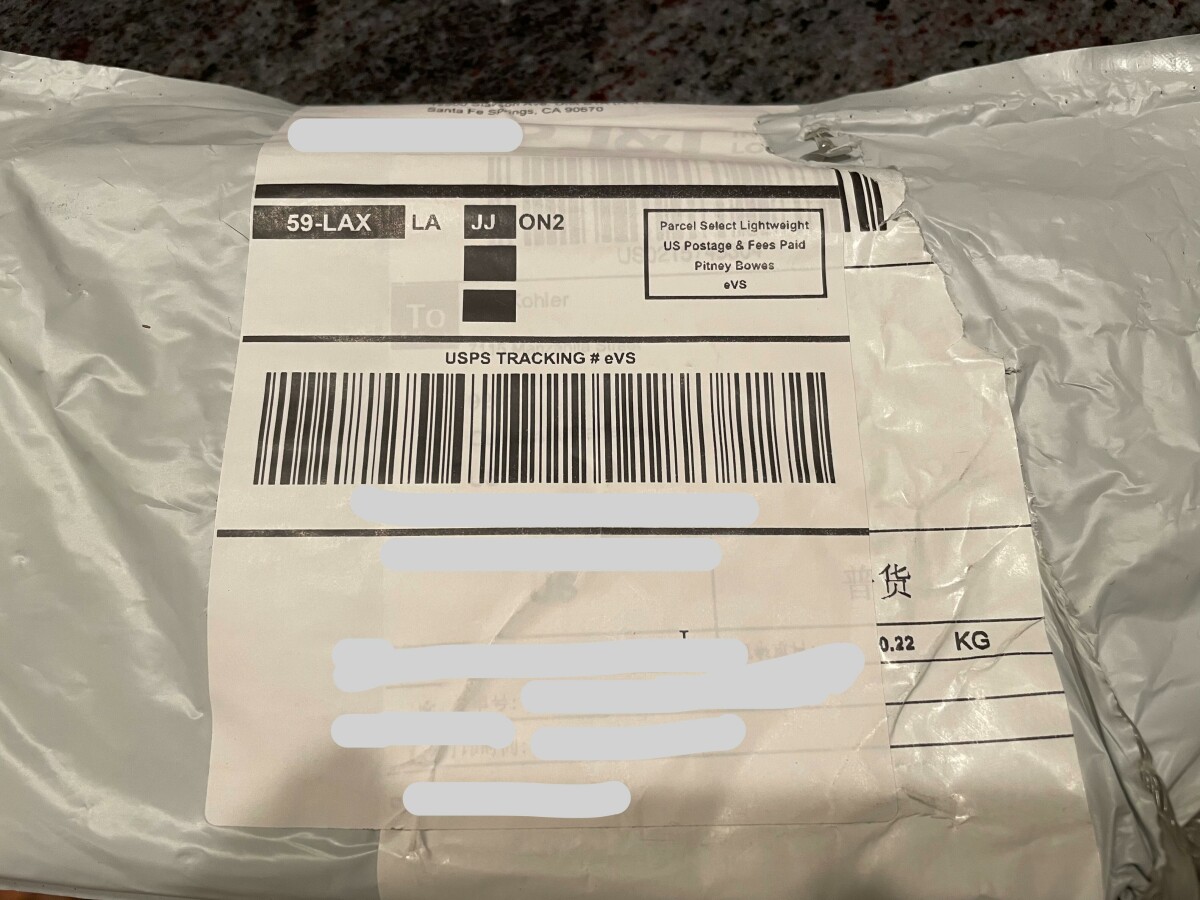 Santa Fe Springs, CA 90670
59-LAX LA JJ ON2
Parcel Select Lightweight
US Postage & Fees Paid
Pitney Bowes
eVS
To Kohler
USPS TRACKING # eVS
普货
0.22 KG